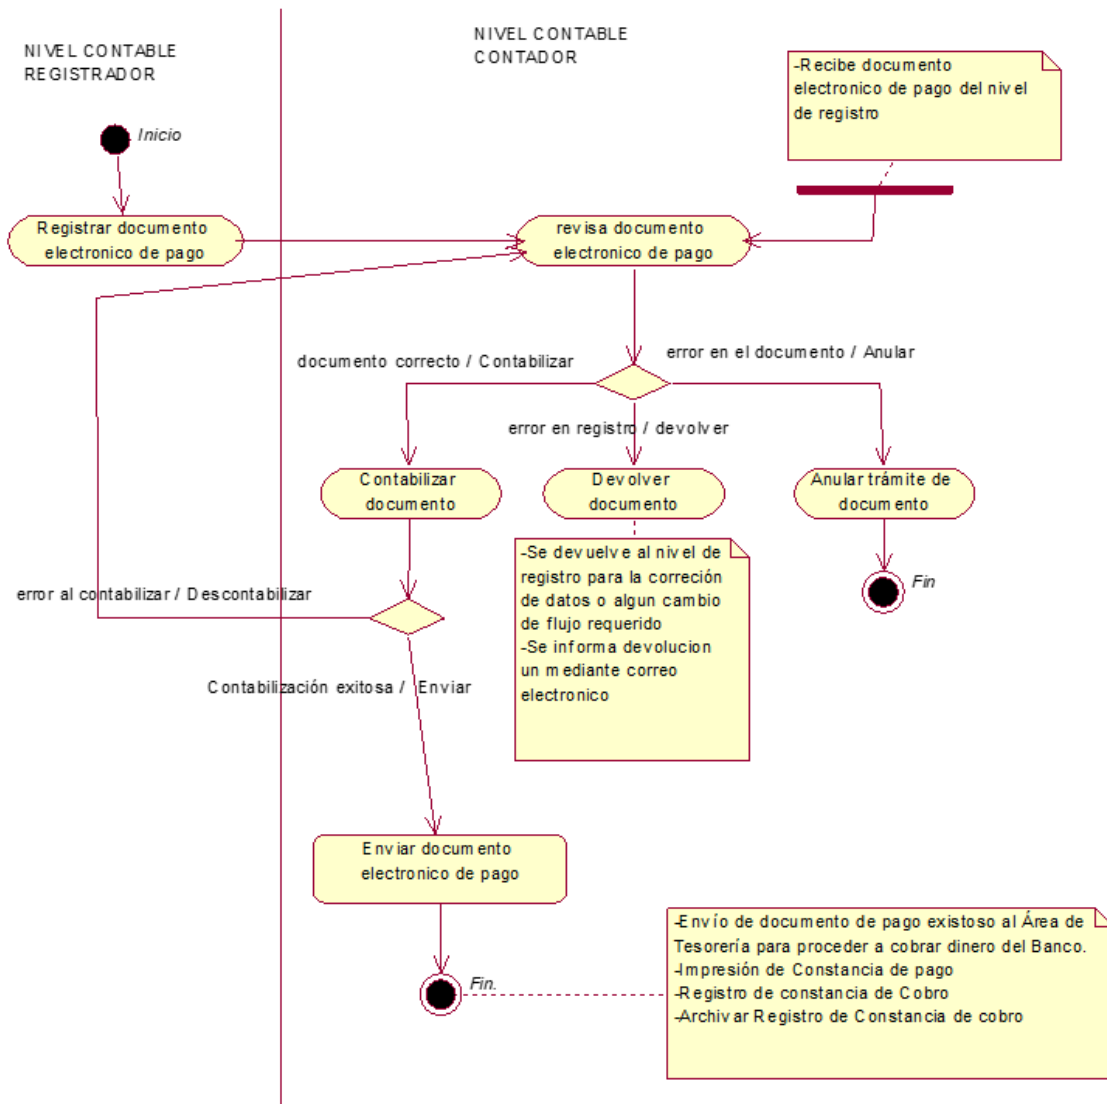 NIVEL CONTABLE
REGISTRADOR
NIVEL CONTABLE
CONTADOR
-Recibe documento
electronico de pago del nivel
de registro
Inicio
Registrar documento
electronico de pago
revisa documento
electronico de pago
documento correcto / Contabilizar
error en el documento / Anular
error en registro / devolver
Contabilizar
documento
Devolver
documento
Anular trámite de
documento
-Se devuelve al nivel de
registro para la correción
de datos o algun cambio
de flujo requerido
-Se informa devolucion
un mediante correo
electronico
Fin
error al contabilizar / Descontabilizar
Contabilización exitosa / Enviar
Enviar documento
electronico de pago
Fin.
-Envío de documento de pago existoso al Área de
Tesorería para proceder a cobrar dinero del Banco.
-Impresión de Constancia de pago
-Registro de constancia de Cobro
-Archivar Registro de Constancia de cobro